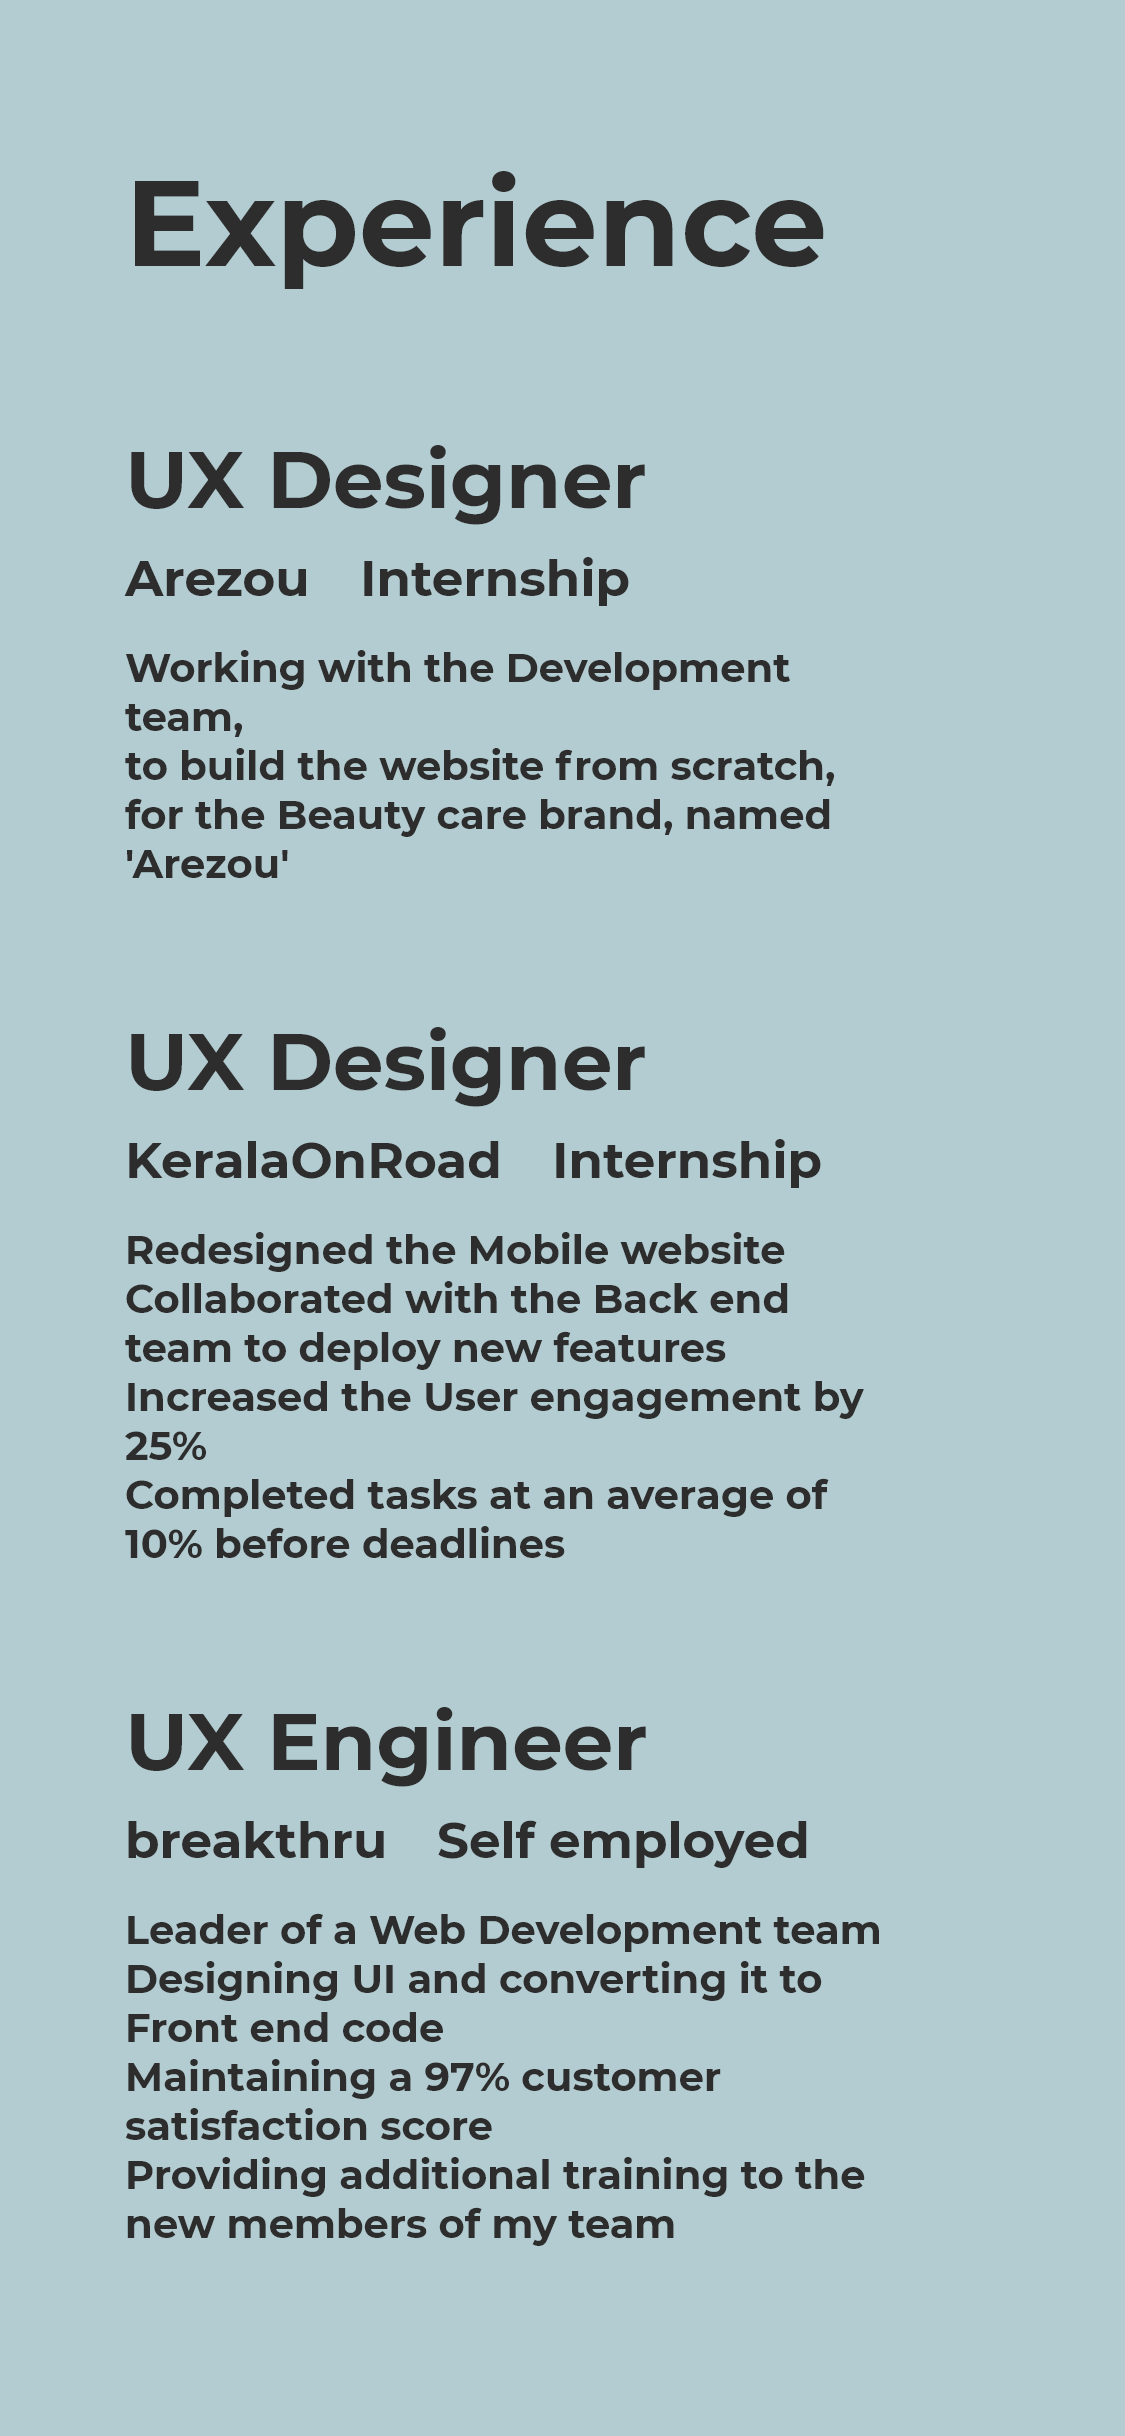 Experience
UX Designer
Arezou Internship
Working with the Development
team,
to build the website from scratch,
for the Beauty care brand, named
'Arezou'
UX Designer
KeralaOnRoad Internship
Redesigned the Mobile website
Collaborated with the Back end
team to deploy new features
Increased the User engagement by
25%
Completed tasks at an average of
10% before deadlines
UX Engineer
breakthru Self employed
Leader of a Web Development team
Designing UI and converting it to
Front end code
Maintaining a 97% customer
satisfaction score
Providing additional training to the
new members of my team